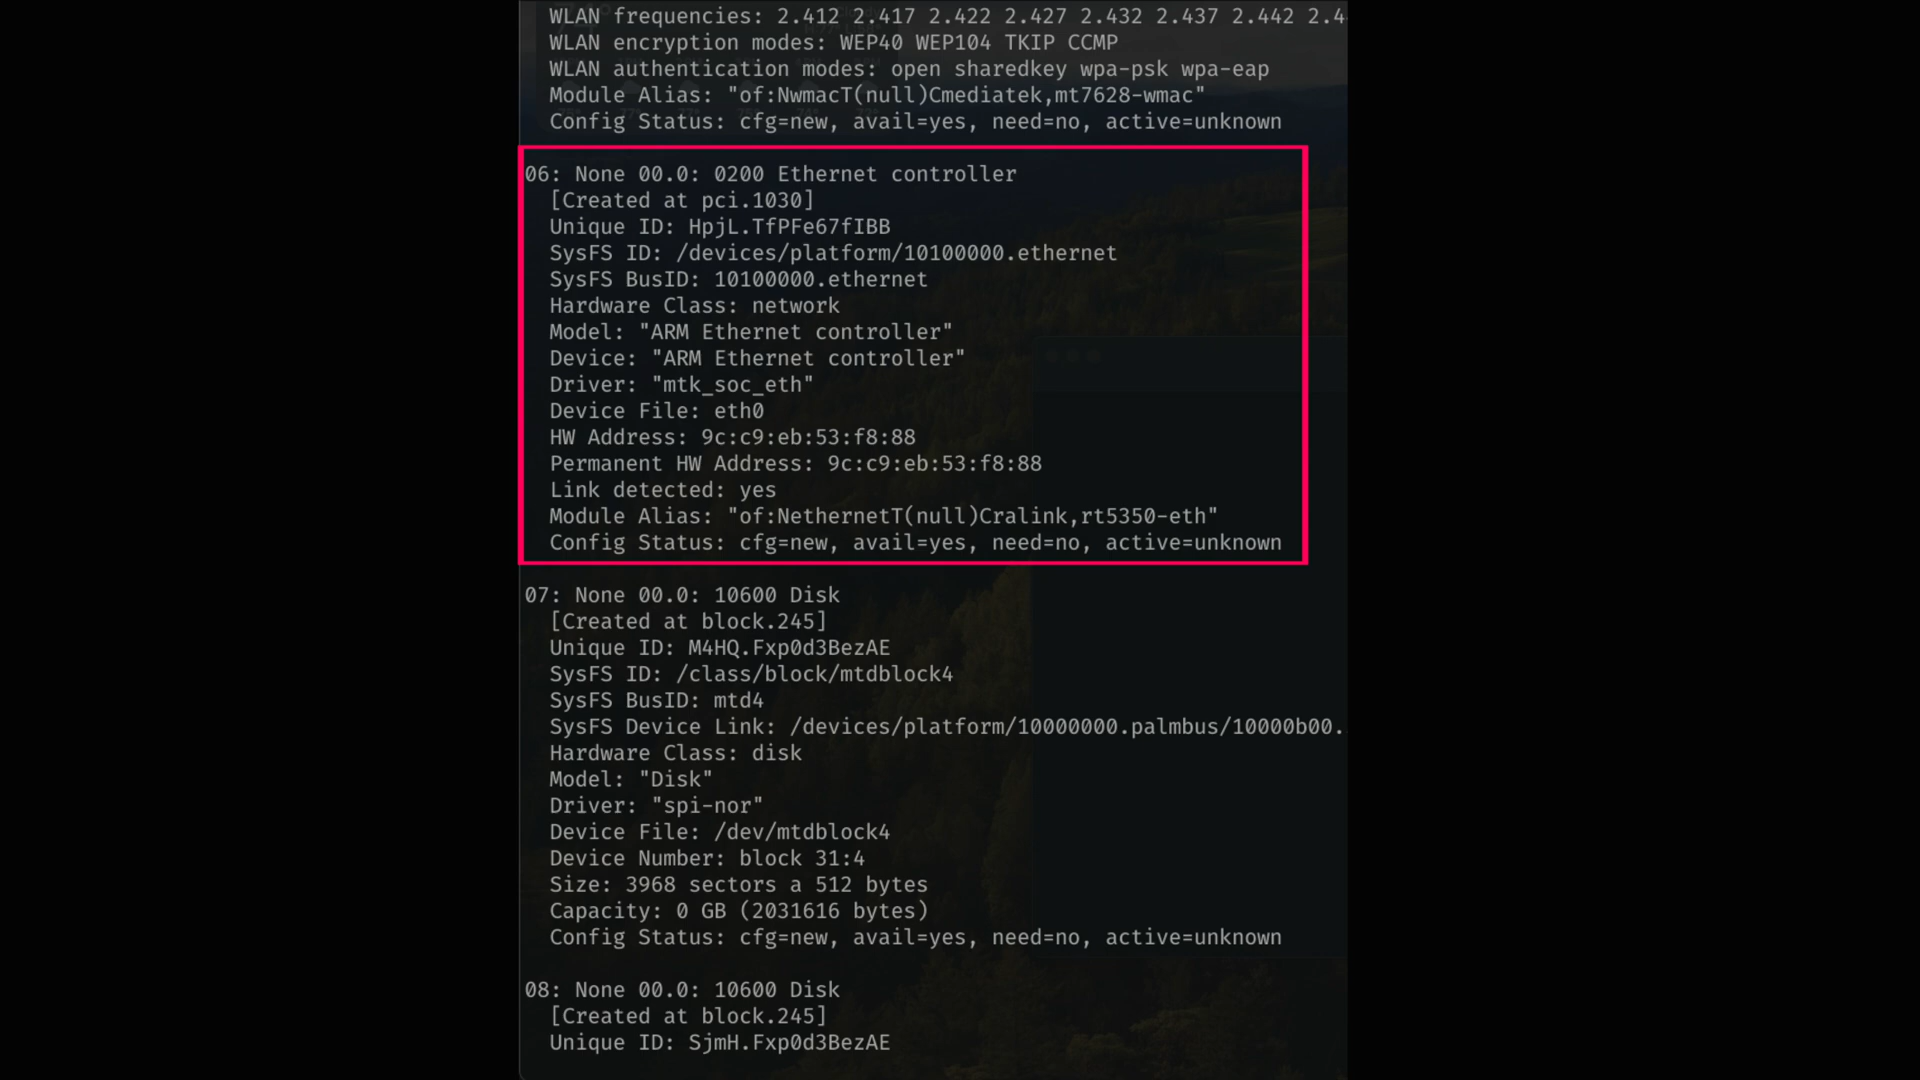 WLAN frequencies: 2.412 2.417 2.422 2.427 2.432 2.437 2.442 2.4
WLAN encryption modes: WEP40 WEP104 TKIP CCMP
WLAN authentication modes: open sharedkey wpa-psk wpa-eap
Module Alias: "of:NwmacT(null)Cmediatek,mt7628-wmac"
Config Status: cfg=new, avail=yes, need=no, active=unknown
06: None 00.0: 0200 Ethernet controller
[Created at pci.1030]
Unique ID: HpjL.TfPFe67fIBB
SysFS ID: /devices/platform/10100000.ethernet
SysFS BusID: 10100000.ethernet
Hardware Class: network
Model: "ARM Ethernet controller"
Device: "ARM Ethernet controller"
Driver: "mtk_soc_eth"
Device File: eth0
HW Address: 9c:c9:eb:53:f8:88
Permanent HW Address: 9c:c9:eb:53:f8:88
Link detected: yes
Module Alias: "of:NethernetT(null)Cralink,rt5350-eth"
Config Status: cfg=new, avail=yes, need=no, active=unknown
07: None 00.0: 10600 Disk
[Created at block.245]
Unique ID: M4HQ.Fxp0d3BezAE
SysFS ID: /class/block/mtdblock4
SysFS BusID: mtd4
SysFS Device Link: /devices/platform/10000000.palmbus/10000b00.
Hardware Class: disk
Model: "Disk"
Driver: "spi-nor"
Device File: /dev/mtdblock4
Device Number: block 31:4
Size: 3968 sectors a 512 bytes
Capacity: 0 GB (2031616 bytes)
Config Status: cfg=new, avail=yes, need=no, active=unknown
08: None 00.0: 10600 Disk
[Created at block.245]
Unique ID: SjmH.Fxp0d3BezAE